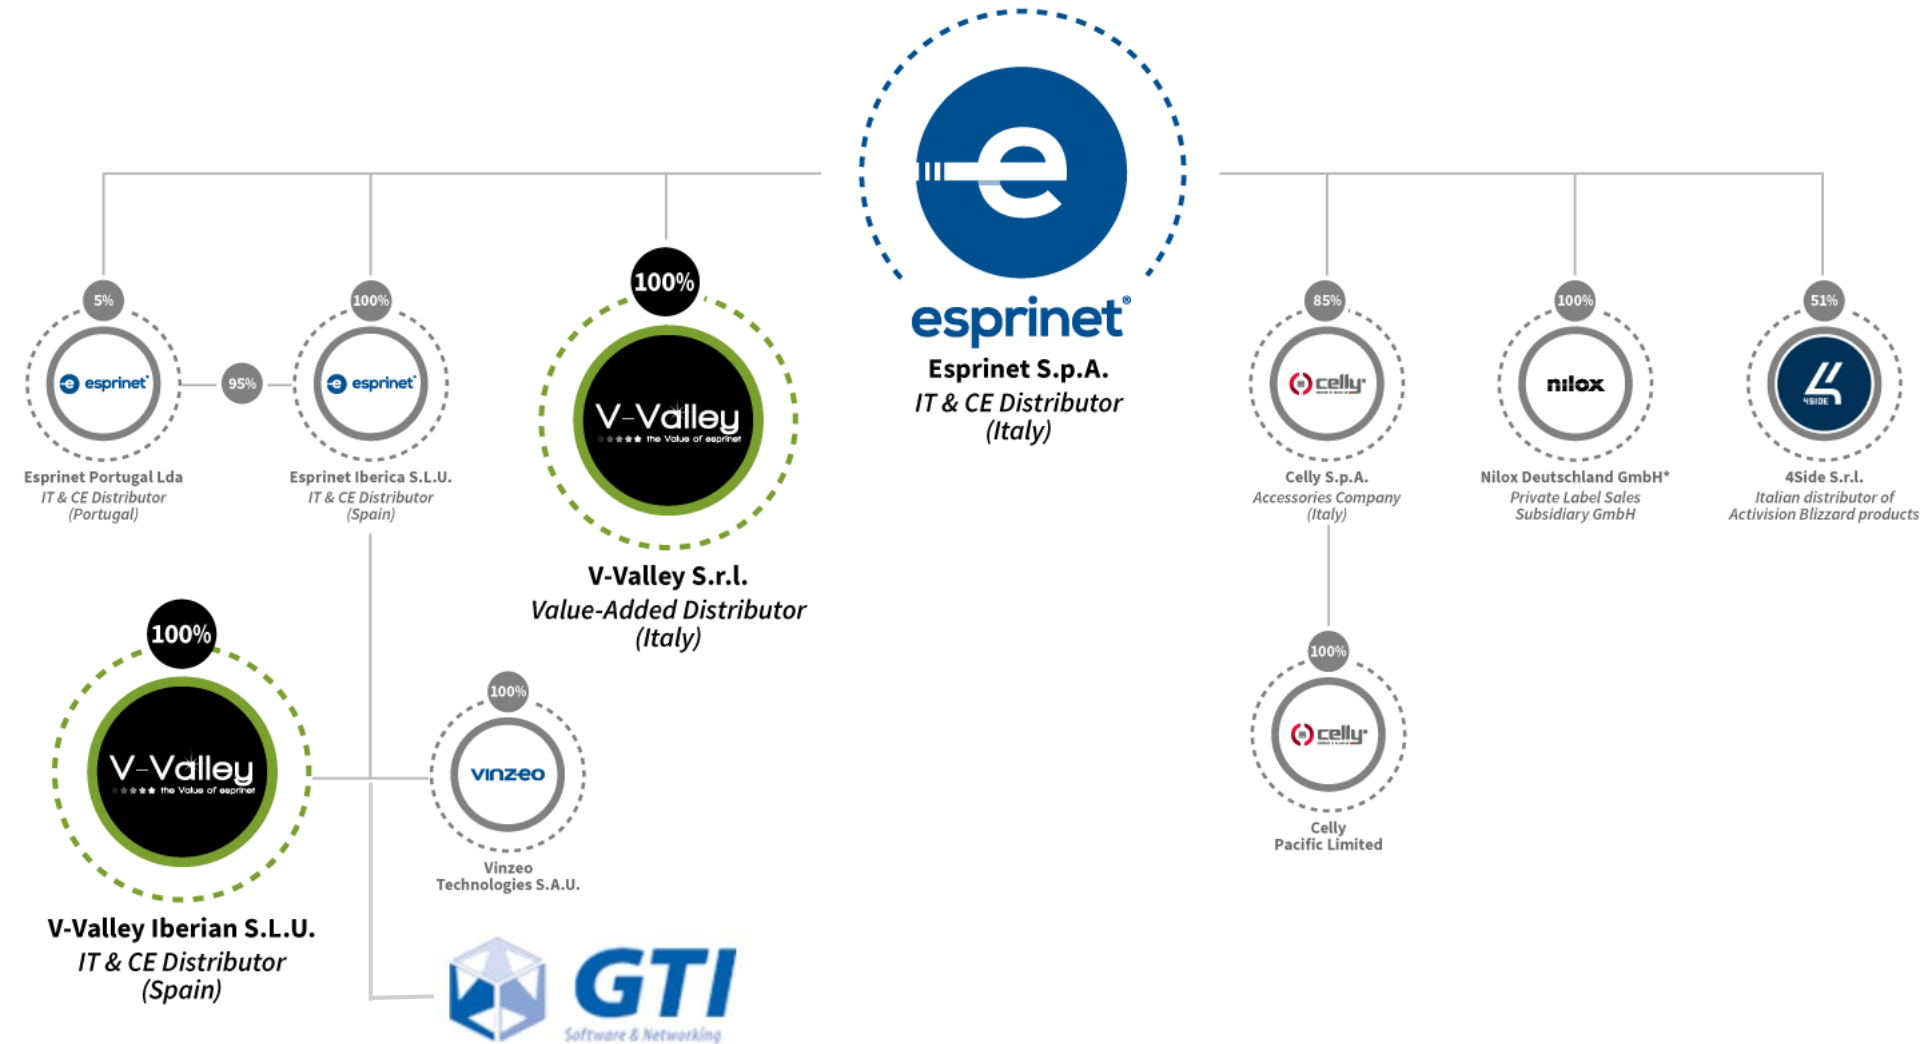 esprinet®
Esprinet S.p.A.
IT & CE Distributor
(Italy)
5%
esprinet
Esprinet Portugal Lda
IT & CE Distributor
(Portugal)
95%
100%
esprinet
Esprinet Iberica S.L.U.
IT & CE Distributor
(Spain)
100%
V-Valley
the Value of esprinet
V-Valley S.r.l.
Value-Added Distributor
(Italy)
85%
celly
Celly S.p.A.
Accessories Company
(Italy)
100%
nilox
Nilox Deutschland GmbH*
Private Label Sales
Subsidiary GmbH
51%
4SIDE
4Side S.r.l.
Italian distributor of
Activision Blizzard products
100%
V-Valley
the Value of esprinet
V-Valley Iberian S.L.U.
IT & CE Distributor
(Spain)
100%
vinzeo
Vinzeo
Technologies S.A.U.
100%
celly
Celly
Pacific Limited
GTI
Software & Networking